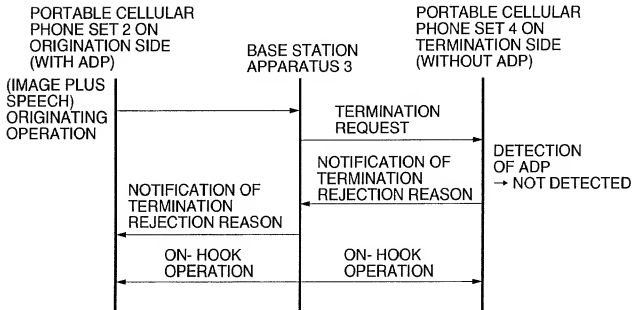 PORTABLE CELLULAR
PHONE SET 2 ON
ORIGINATION SIDE
(WITH ADP)
BASE STATION
APPARATUS 3
PORTABLE CELLULAR
PHONE SET 4 ON
TERMINATION SIDE
(WITHOUT ADP)
(IMAGE PLUS
SPEECH)
ORIGINATING
OPERATION
TERMINATION
REQUEST
DETECTION
OF ADP
→ NOT DETECTED
NOTIFICATION OF
TERMINATION
REJECTION REASON
NOTIFICATION OF
TERMINATION
REJECTION REASON
ON- HOOK
OPERATION
ON- HOOK
OPERATION